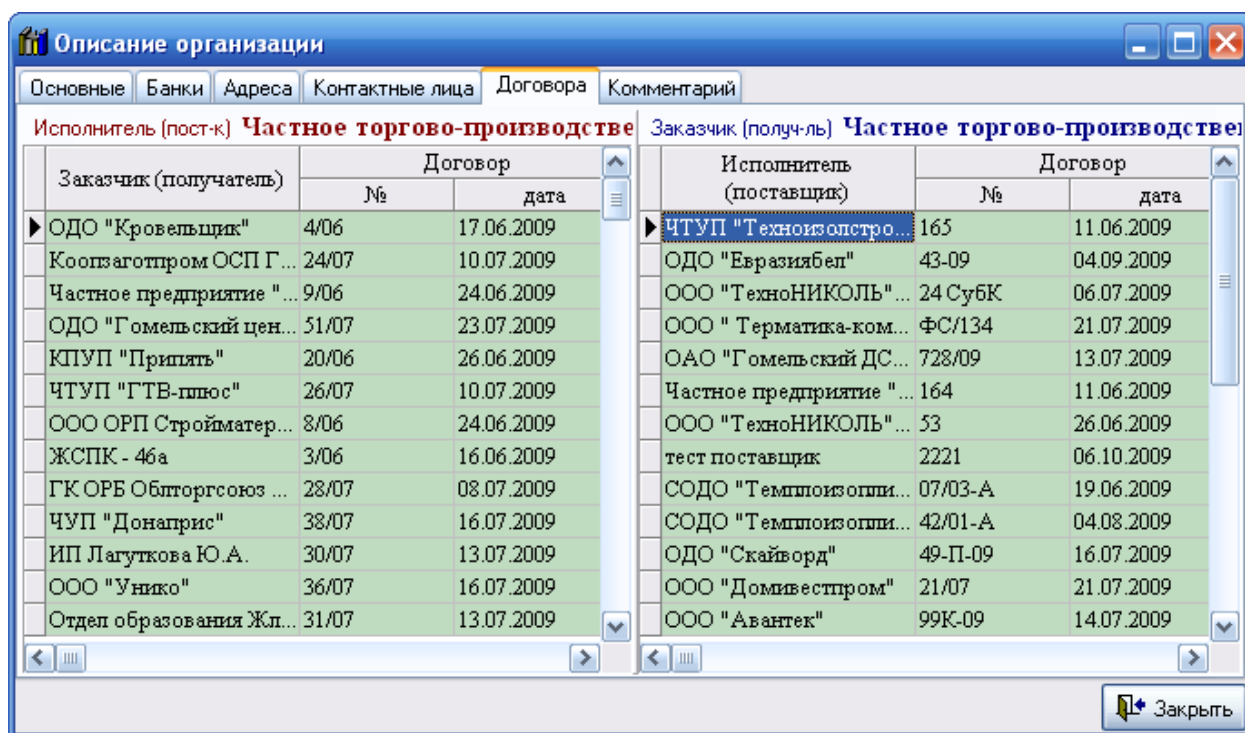 Описание организации
Основные Банки Адреса Контактные лица Договора Комментарий
Исполнитель (пост-к) Частное торгово-производстве Заказчик (получ-ль) Частное торгово-производстве
Заказчик (получатель) Договор Исполнитель (поставщик) Договор
№ дата № дата
ОДО "Кровельщик" 4/06 17.06.2009 ЧТУП "Техноизолстро... 165 11.06.2009
Коопзаготпром ОСП Г... 24/07 10.07.2009 ОДО "Евразиябел" 43-09 04.09.2009
Частное предприятие "... 9/06 24.06.2009 ООО "ТехноНИКОЛЬ"... 24 СубК 06.07.2009
ОДО "Гомельский цен... 51/07 23.07.2009 ООО " Терматика-ком... ФС/134 21.07.2009
КПУП "Припять" 20/06 26.06.2009 ОАО "Гомельский ДС... 728/09 13.07.2009
ЧТУП "ГТВ-плюс" 26/07 10.07.2009 Частное предприятие "... 164 11.06.2009
ООО ОРП Стройматер... 8/06 24.06.2009 ООО "ТехноНИКОЛЬ"... 53 26.06.2009
ЖСПК - 46а 3/06 16.06.2009 тест поставщик 2221 06.10.2009
ГК ОРБ Облторгсоюз ... 28/07 08.07.2009 СОДО "Темплоизопли... 07/03-А 19.06.2009
ЧУП "Донаприс" 38/07 16.07.2009 СОДО "Темплоизопли... 42/01-А 04.08.2009
ИП Лагуткова Ю.А. 30/07 13.07.2009 ОДО "Скайворд" 49-П-09 16.07.2009
ООО "Унико" 36/07 16.07.2009 ООО "Домивестпром" 21/07 21.07.2009
Отдел образования Жл... 31/07 13.07.2009 ООО "Авантек" 99К-09 14.07.2009
Закрыть